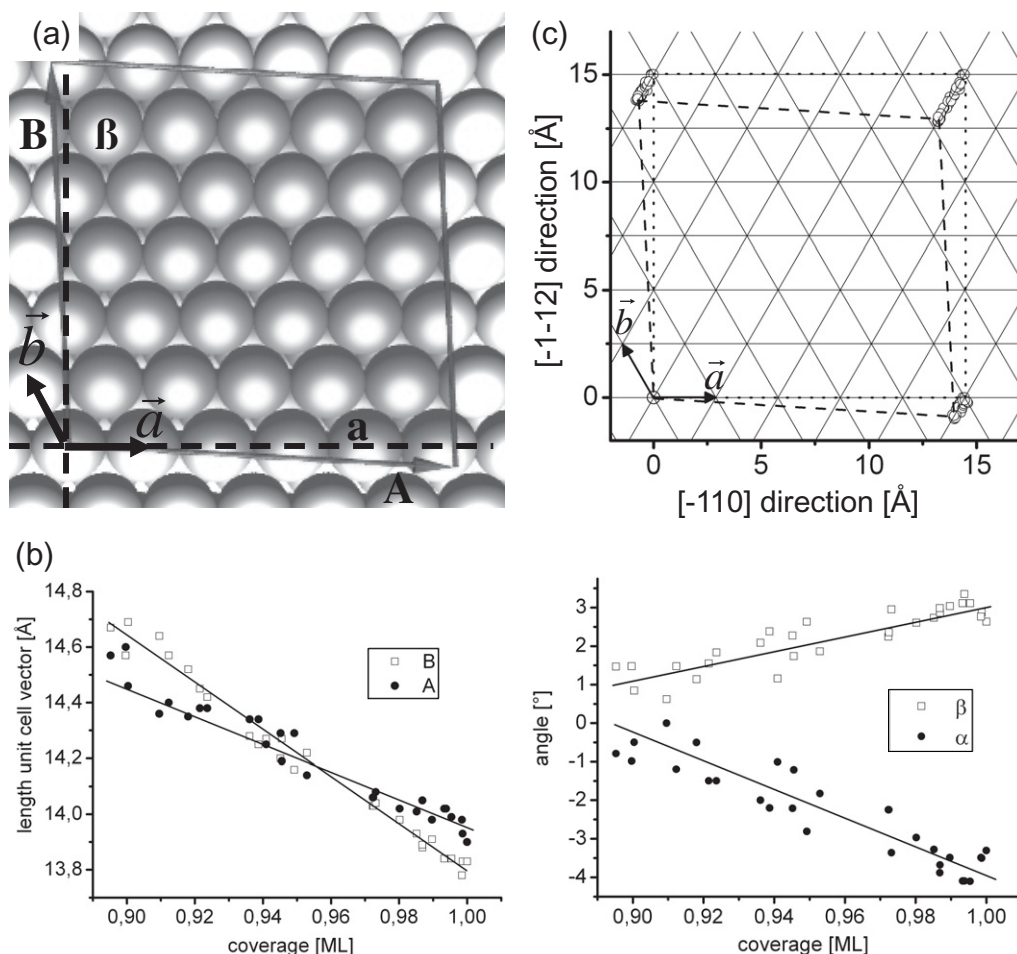 (a)
B
ß
b
a
a
A
(c)
15
10
5
0
[-1-12] direction [Å]
b
a
0
5
10
15
[-110] direction [Å]
(b)
14,8
14,6
14,4
14,2
14,0
13,8
length unit cell vector [Å]
B
A
0,90
0,92
0,94
0,96
0,98
1,00
coverage [ML]
3
2
1
0
-1
-2
-3
-4
angle [°]
β
α
0,90
0,92
0,94
0,96
0,98
1,00
coverage [ML]